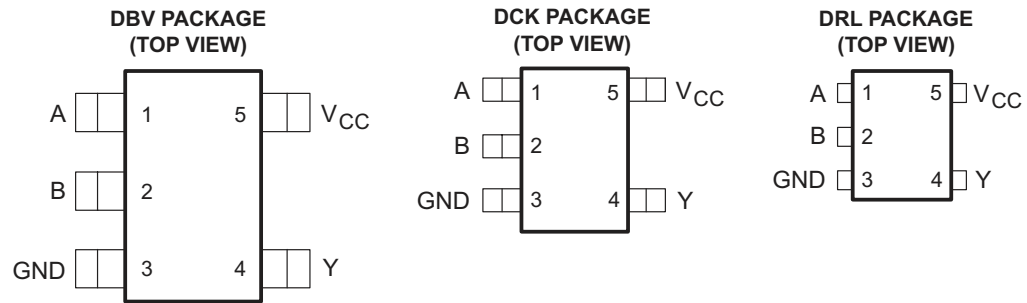 DBV PACKAGE
(TOP VIEW)
A 1 5 VCC
B 2
GND 3 4 Y
DCK PACKAGE
(TOP VIEW)
A 1 5 VCC
B 2
GND 3 4 Y
DRL PACKAGE
(TOP VIEW)
A 1 5 VCC
B 2
GND 3 4 Y